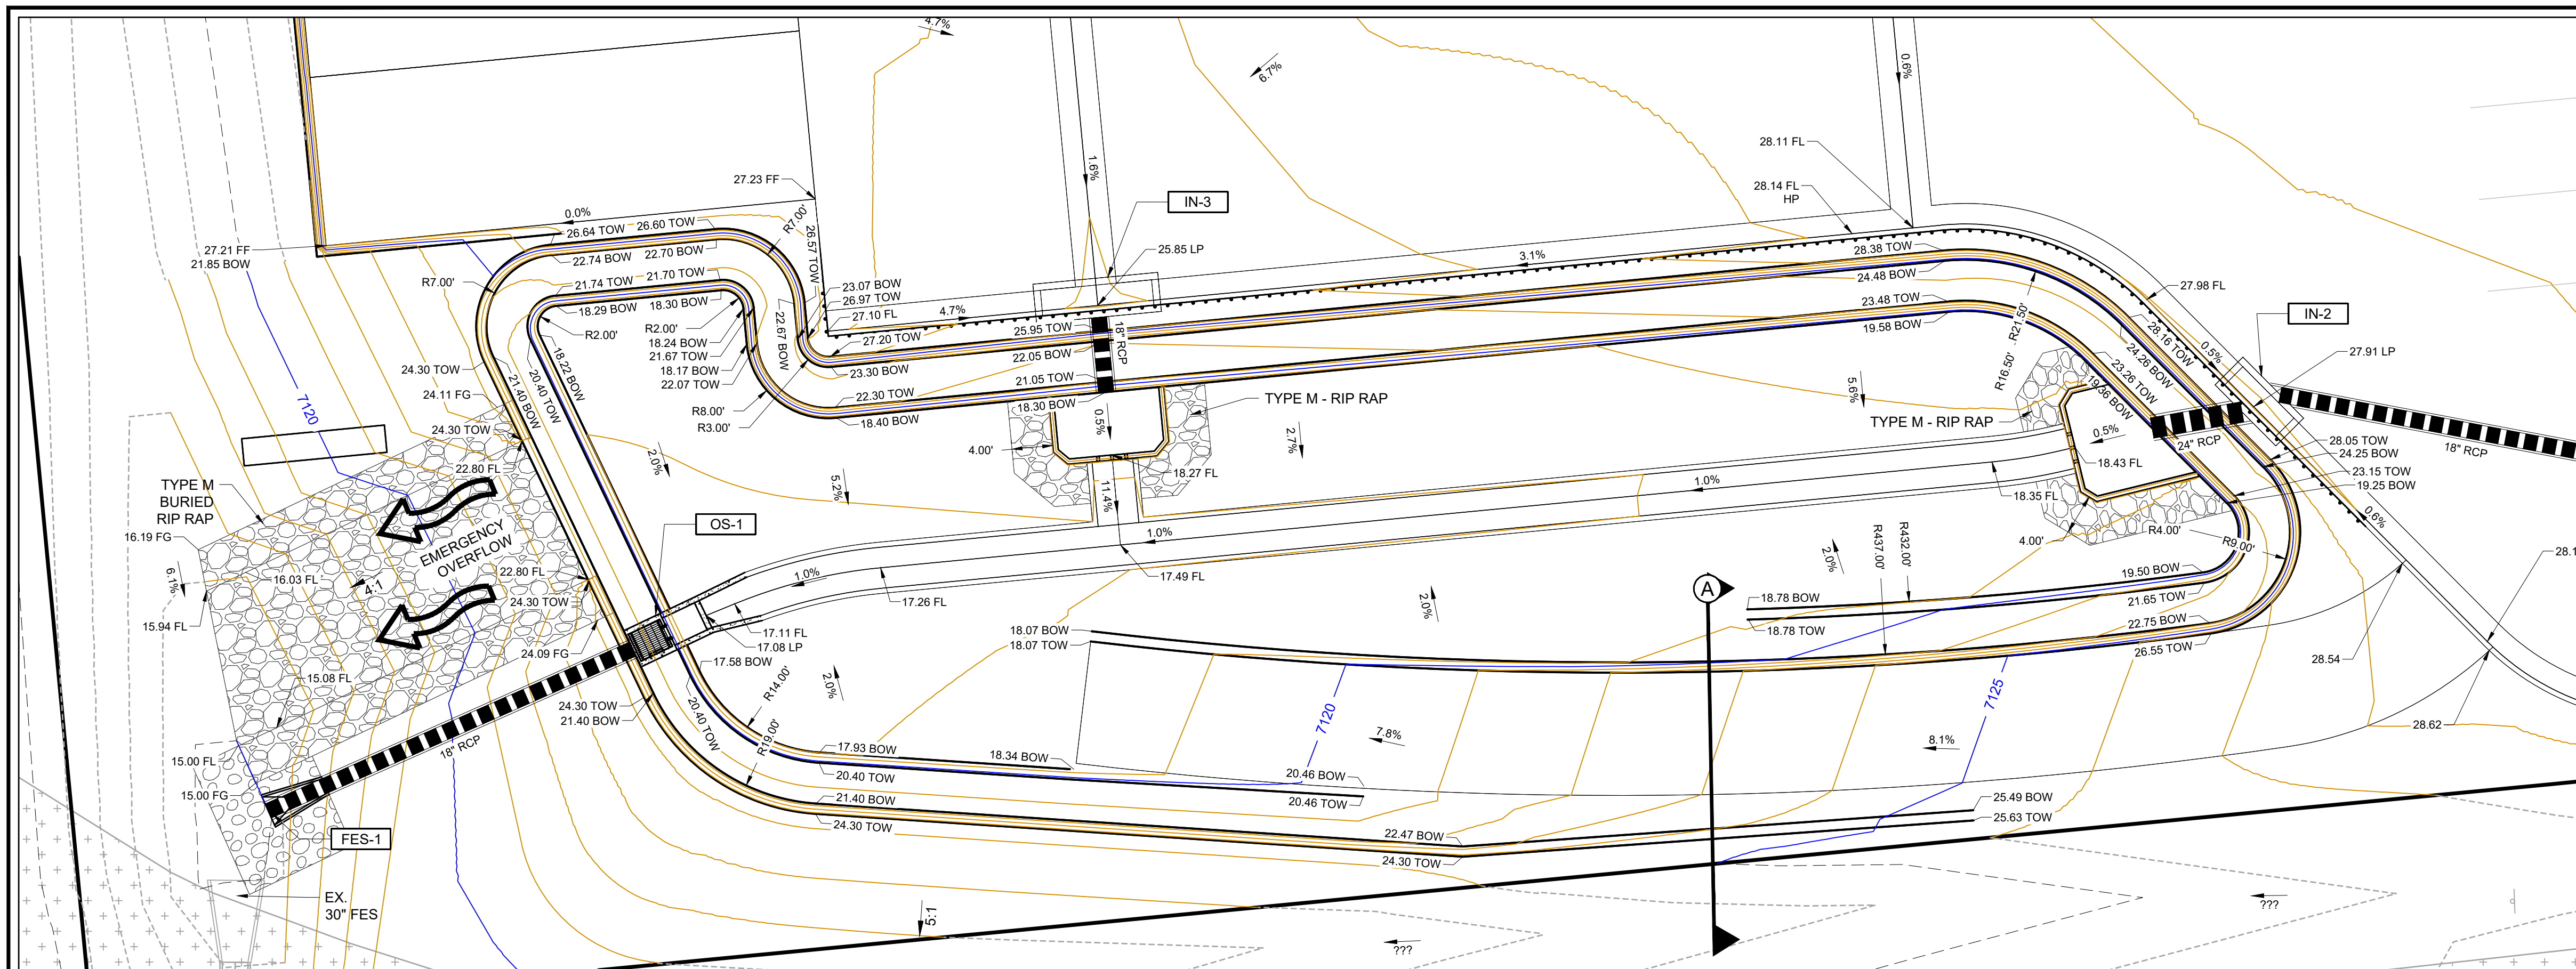 4.7%
6.7%
0.6%
1.6%
27.23 FF
28.11 FL
28.14 FL
HP
IN-3
0.0%
26.64 TOW
26.60 TOW
R7.00'
26.57 TOW
27.21 FF
21.85 BOW
22.74 BOW
22.70 BOW
25.85 LP
3.1%
28.38 TOW
24.48 BOW
R7.00'
21.74 TOW
21.70 TOW
23.07 BOW
26.97 TOW
27.10 FL
18.29 BOW
18.30 BOW
4.7%
27.98 FL
IN-2
R2.00'
R2.00'
18.24 BOW
21.67 TOW
18.17 BOW
22.07 TOW
22.67 BOW
25.95 TOW
18" RCP
23.48 TOW
19.58 BOW
R21.50'
28.16 TOW
0.5%
27.91 LP
27.20 TOW
22.05 BOW
24.30 TOW
18.22 BOW
20.40 TOW
21.40 BOW
23.30 BOW
21.05 TOW
R16.50'
24.26 BOW
23.26 TOW
19.36 BOW
24.11 FG
22.30 TOW
18.30 BOW
TYPE M - RIP RAP
5.6%
TYPE M - RIP RAP
7120
R8.00'
R3.00'
18.40 BOW
0.5%
0.5%
24" RCP
28.05 TOW
24.25 BOW
18" RCP
24.30 TOW
2.0%
2.7%
4.00'
18.27 FL
18.43 FL
23.15 TOW
19.25 BOW
22.80 FL
5.2%
11.4%
1.0%
18.35 FL
TYPE M
BURIED
RIP RAP
OS-1
0.6%
16.19 FG
EMERGENCY
OVERFLOW
1.0%
R437.00'
R432.00'
4.00'
R4.00'
R9.00'
28.1
6.1%
16.03 FL
4:1
22.80 FL
1.0%
17.49 FL
2.0%
19.50 BOW
24.30 TOW
17.26 FL
2.0%
A
18.78 BOW
21.65 TOW
15.94 FL
17.11 FL
17.08 LP
18.07 BOW
18.07 TOW
18.78 TOW
22.75 BOW
24.09 FG
17.58 BOW
26.55 TOW
28.54
15.08 FL
R14.00'
2.0%
24.30 TOW
21.40 BOW
20.40 TOW
R19.00'
7120
7125
28.62
18" RCP
17.93 BOW
18.34 BOW
7.8%
8.1%
15.00 FL
20.40 TOW
20.46 BOW
15.00 FG
21.40 BOW
20.46 TOW
25.49 BOW
25.63 TOW
24.30 TOW
FES-1
22.47 BOW
24.30 TOW
EX.
30" FES
5:1
???
???